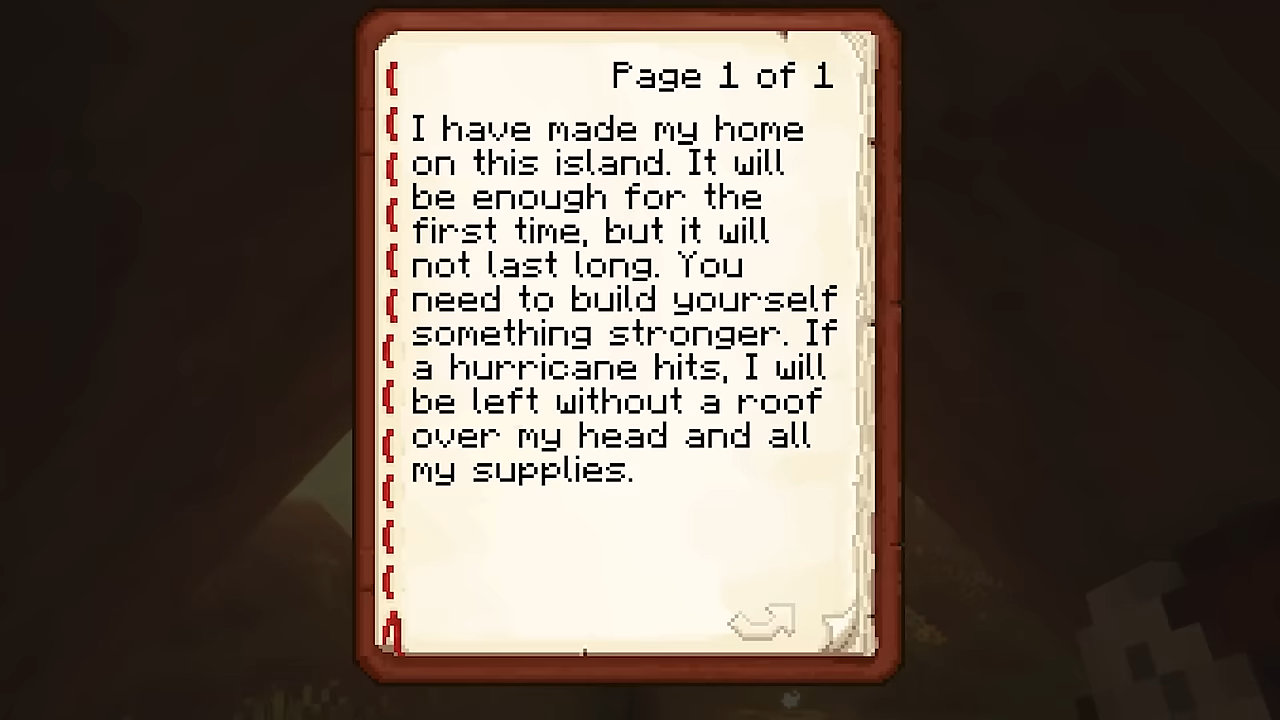 Page 1 of 1
I have made my home
on this island. It will
be enough for the
first time, but it will
not last long. You
need to build yourself
something stronger. If
a hurricane hits, I will
be left without a roof
over my head and all
my supplies.